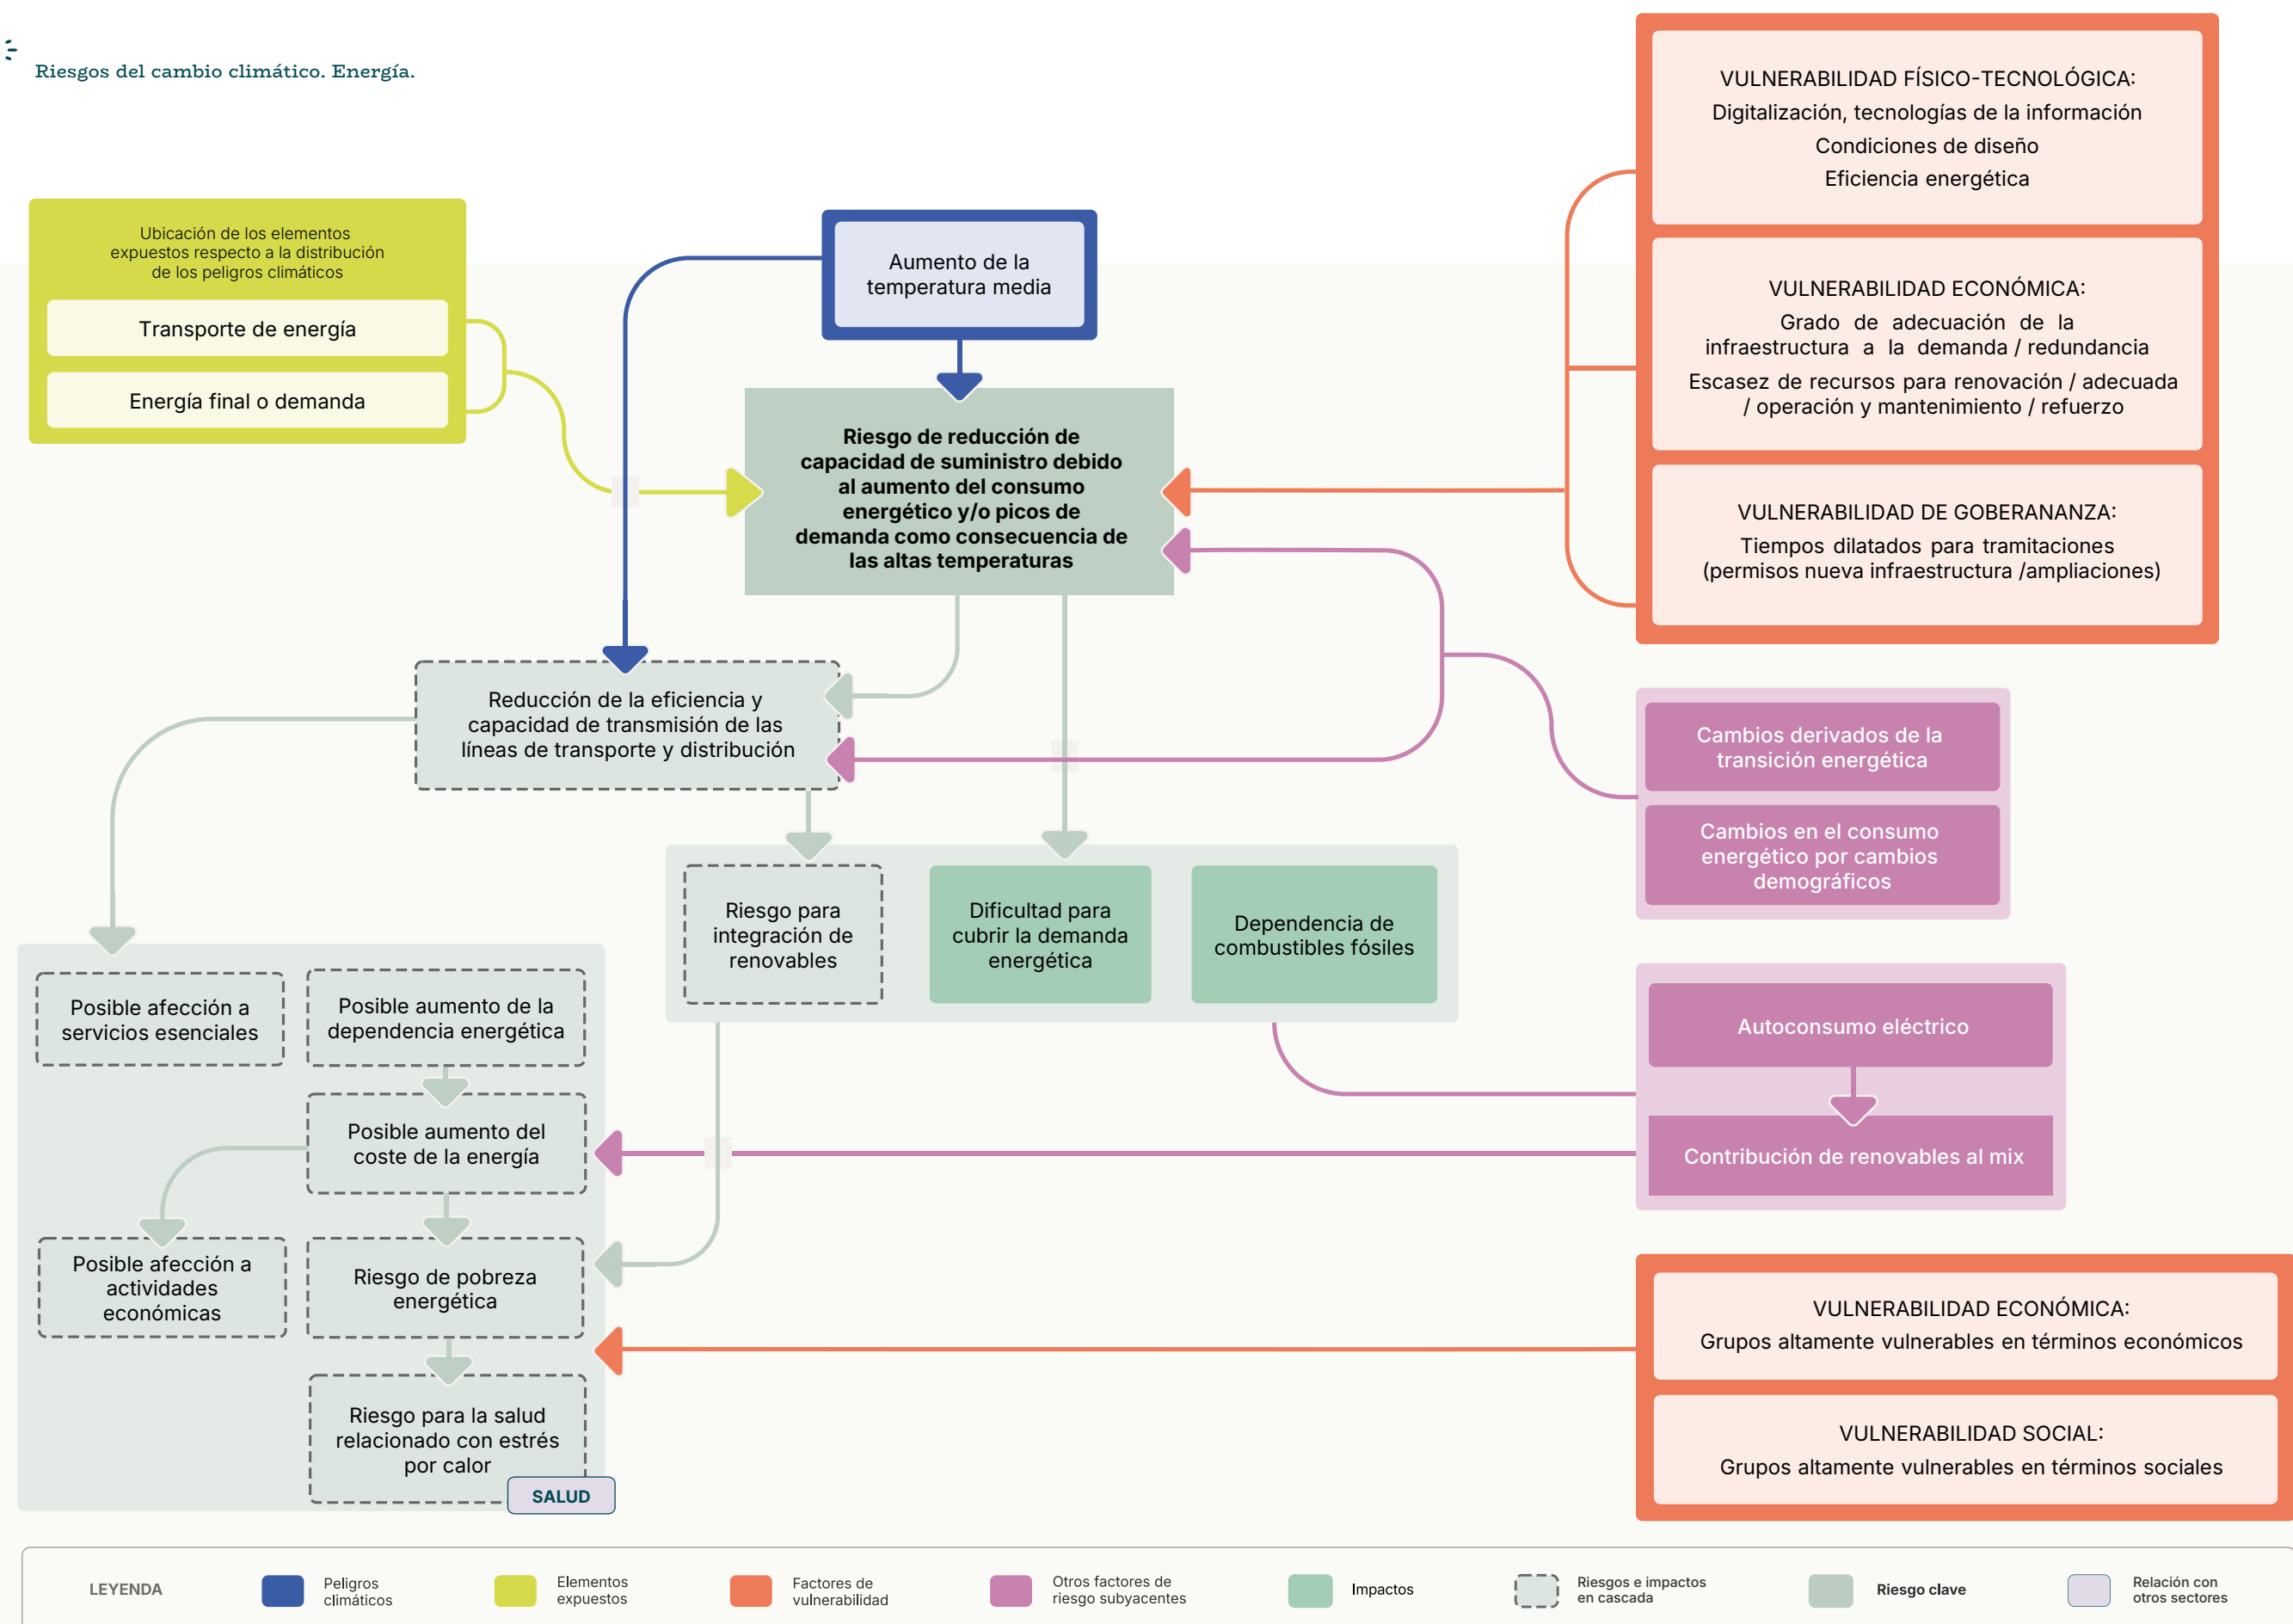 Riesgos del cambio climático. Energía.
Ubicación de los elementos
expuestos respecto a la distribución
de los peligros climáticos
Transporte de energía
Energía final o demanda
Aumento de la
temperatura media
Riesgo de reducción de
capacidad de suministro debido
al aumento del consumo
energético y/o picos de
demanda como consecuencia de
las altas temperaturas
VULNERABILIDAD FÍSICO-TECNOLÓGICA:
Digitalización, tecnologías de la información
Condiciones de diseño
Eficiencia energética
VULNERABILIDAD ECONÓMICA:
Grado de adecuación de la
infraestructura a la demanda / redundancia
Escasez de recursos para renovación / adecuada
/ operación y mantenimiento / refuerzo
VULNERABILIDAD DE GOBERANANZA:
Tiempos dilatados para tramitaciones
(permisos nueva infraestructura /ampliaciones)
Reducción de la eficiencia y
capacidad de transmisión de las
líneas de transporte y distribución
Cambios derivados de la
transición energética
Cambios en el consumo
energético por cambios
demográficos
Riesgo para
integración de
renovables
Dificultad para
cubrir la demanda
energética
Dependencia de
combustibles fósiles
Posible afección a
servicios esenciales
Posible aumento de la
dependencia energética
Posible aumento del
coste de la energía
Posible afección a
actividades
económicas
Riesgo de pobreza
energética
Riesgo para la salud
relacionado con estrés
por calor
SALUD
Autoconsumo eléctrico
Contribución de renovables al mix
VULNERABILIDAD ECONÓMICA:
Grupos altamente vulnerables en términos económicos
VULNERABILIDAD SOCIAL:
Grupos altamente vulnerables en términos sociales
LEYENDA
Peligros
climáticos
Elementos
expuestos
Factores de
vulnerabilidad
Otros factores de
riesgo subyacentes
Impactos
Riesgos e impactos
en cascada
Riesgo clave
Relación con
otros sectores